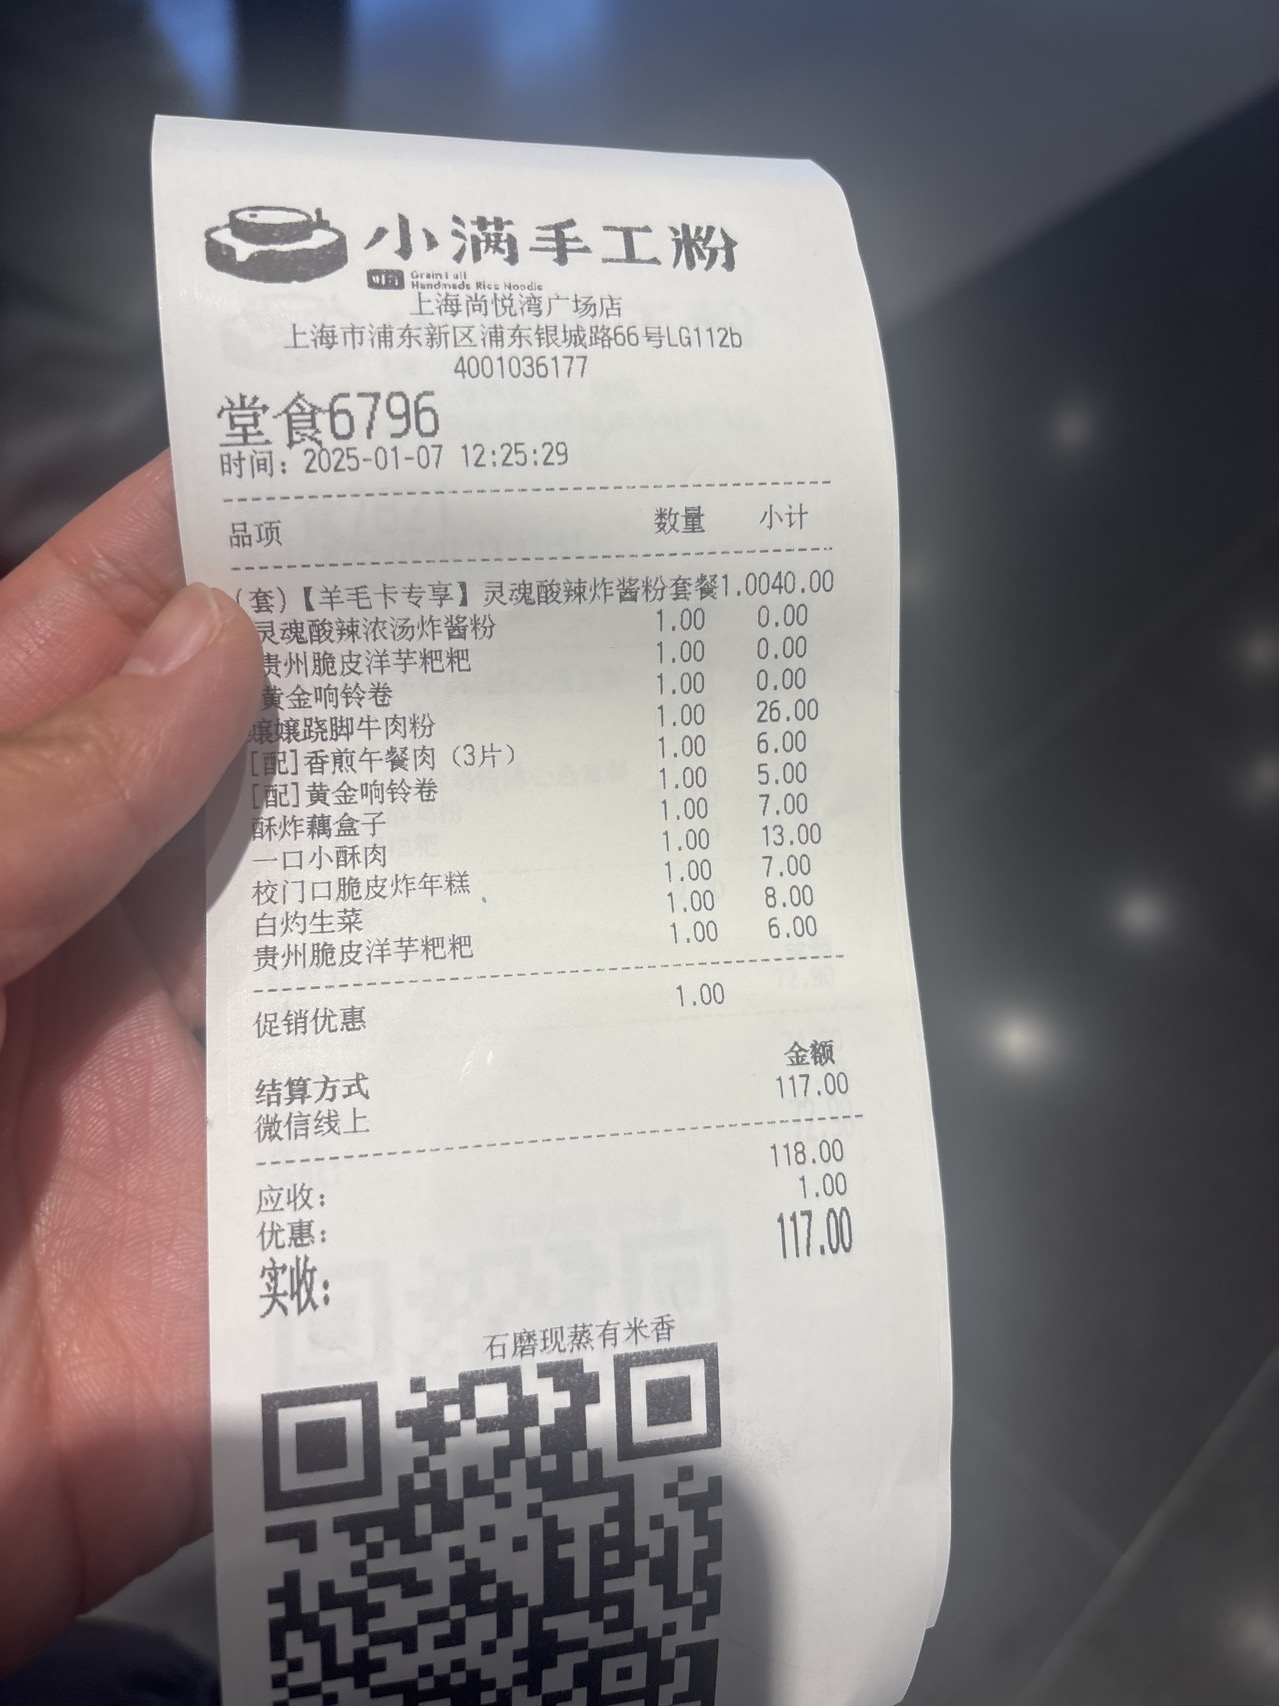 小满手工粉
Grain Full
Handmade Rice Noodle
上海尚悦湾广场店
上海市浦东新区浦东银城路66号LG112b
4001036177
堂食6796
时间：2025-01-07 12:25:29
品项 数量 小计
(套)【羊毛卡专享】灵魂酸辣炸酱粉套餐1.0040.00
灵魂酸辣浓汤炸酱粉 1.00 0.00
贵州脆皮洋芋粑粑 1.00 0.00
黄金响铃卷 1.00 0.00
孃孃跷脚牛肉粉 1.00 26.00
[配]香煎午餐肉（3片） 1.00 6.00
[配]黄金响铃卷 1.00 5.00
酥炸藕盒子 1.00 7.00
一口小酥肉 1.00 13.00
校门口脆皮炸年糕 1.00 7.00
白灼生菜 1.00 8.00
贵州脆皮洋芋粑粑 1.00 6.00
促销优惠 1.00
结算方式 金额
微信线上 117.00
应收： 118.00
优惠： 1.00
实收： 117.00
石磨现蒸有米香